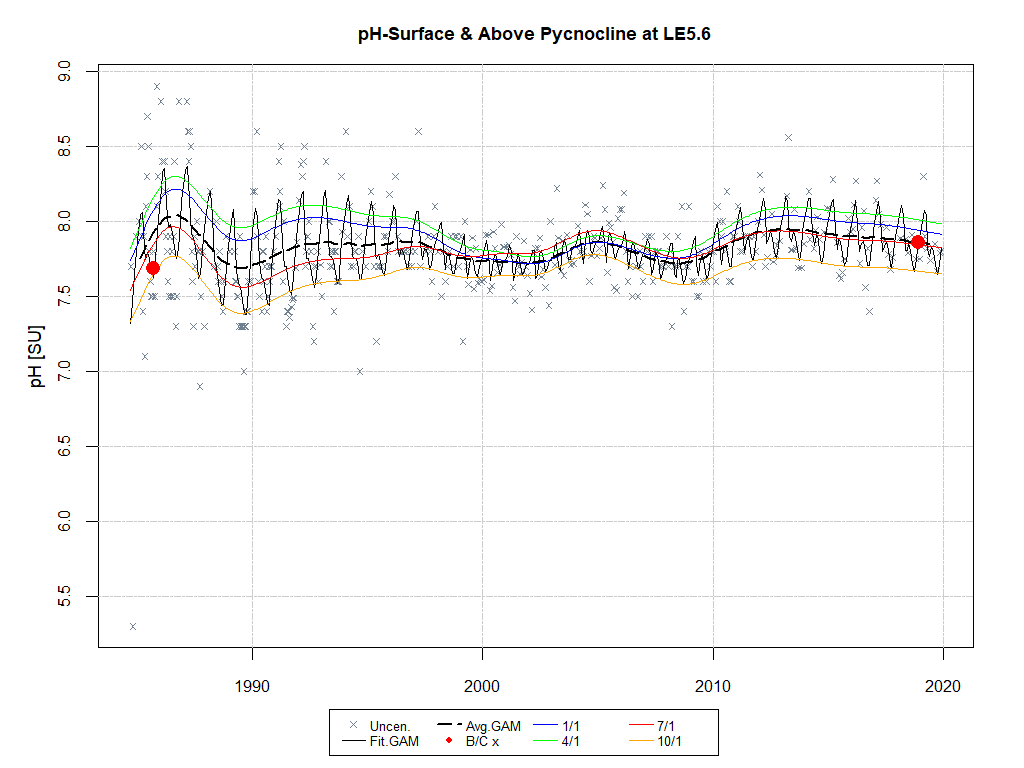 pH-Surface & Above Pycnocline at LE5.6
9.0
8.5
8.0
7.5
7.0
6.5
6.0
5.5
pH [SU]
1990 2000 2010 2020
Uncen. Avg.GAM 1/1 7/1
Fit.GAM B/C x 4/1 10/1